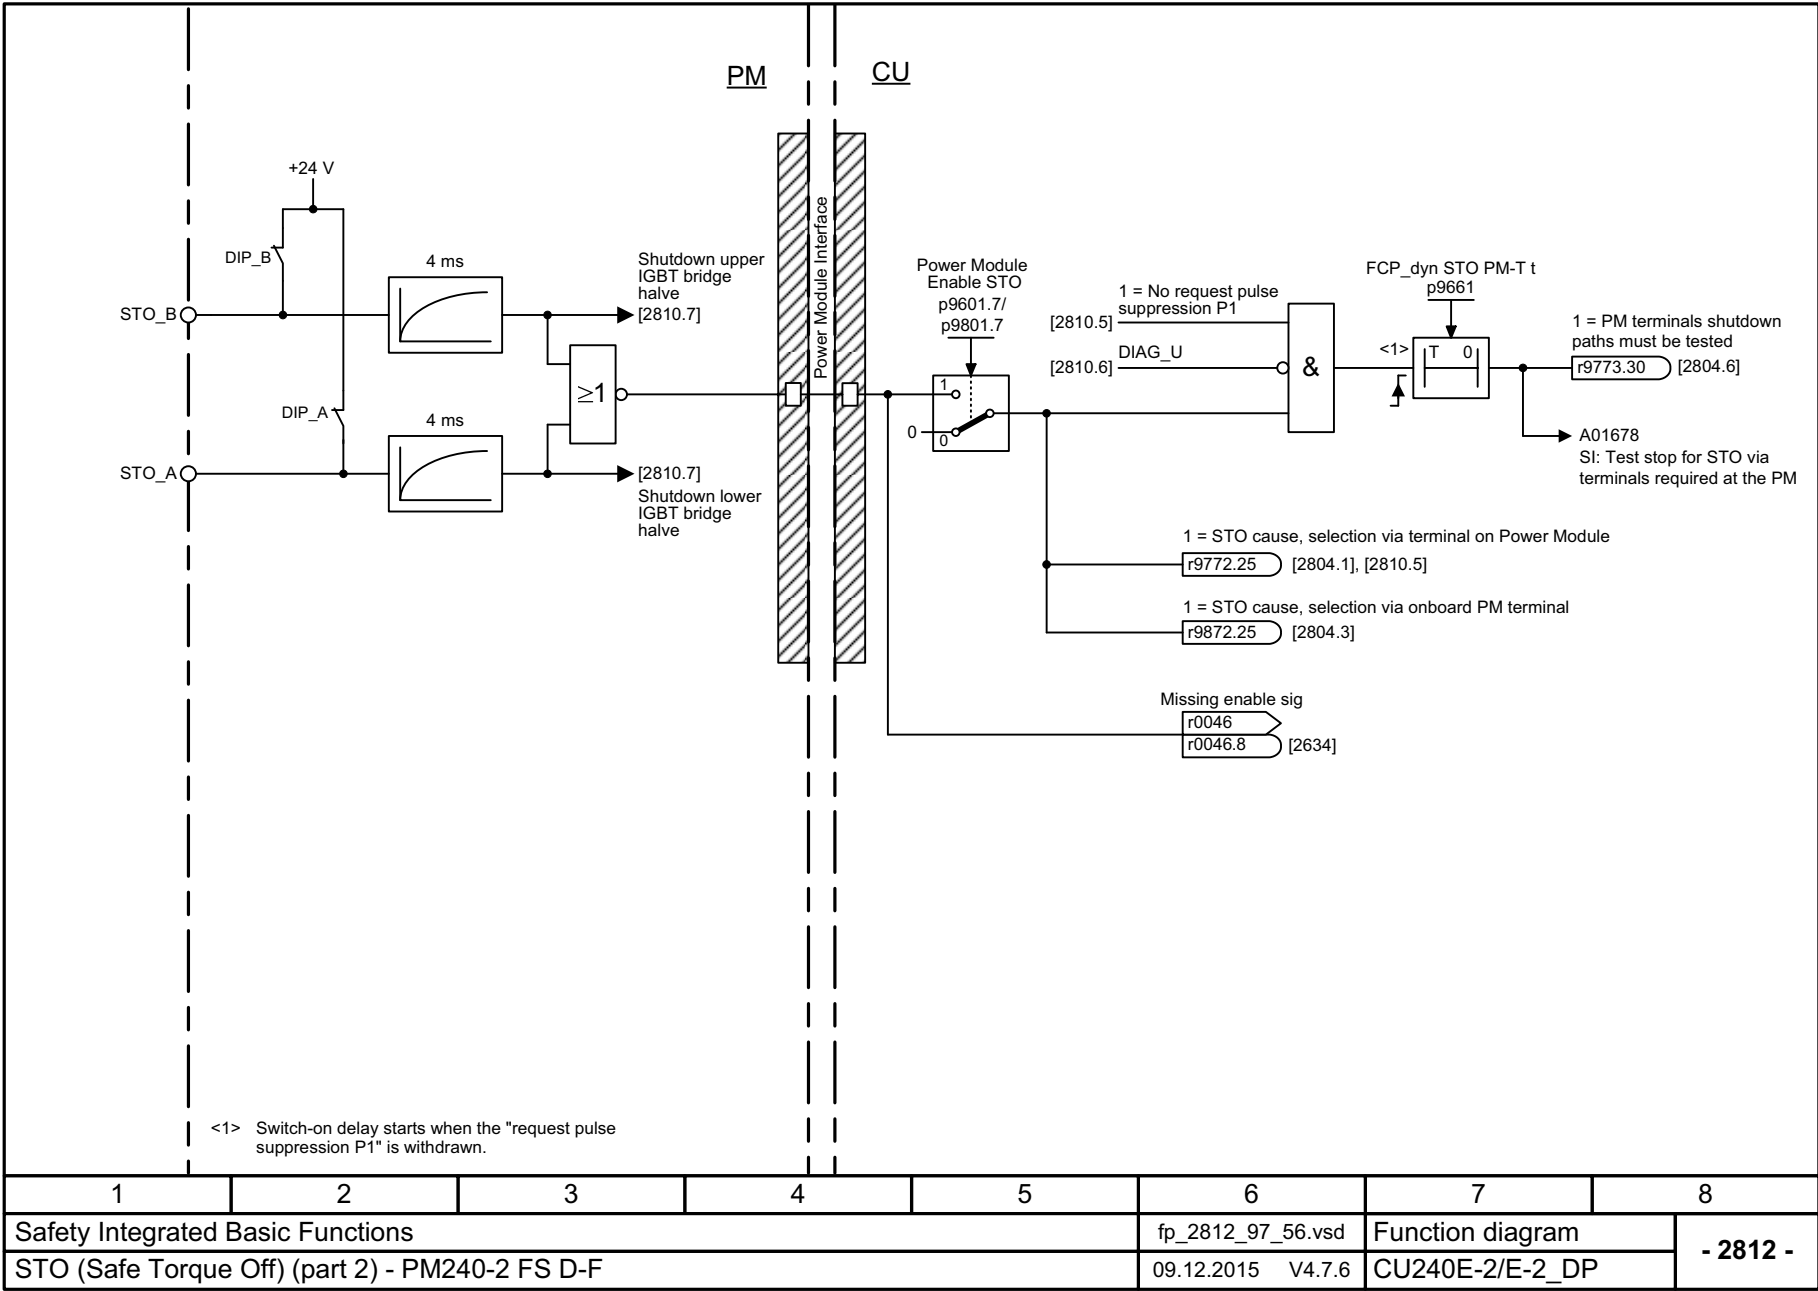 PM
CU
+24 V
DIP_B
4 ms
STO_B
Shutdown upper
IGBT bridge
halve
[2810.7]
≥1
DIP_A
4 ms
STO_A
[2810.7]
Shutdown lower
IGBT bridge
halve
Power Module Interface
Power Module
Enable STO
p9601.7/
p9801.7
1
0
0
1 = No request pulse
suppression P1
[2810.5]
DIAG_U
[2810.6]
&
FCP_dyn STO PM-T t
p9661
<1>
T 0
1 = PM terminals shutdown
paths must be tested
r9773.30
[2804.6]
A01678
SI: Test stop for STO via
terminals required at the PM
1 = STO cause, selection via terminal on Power Module
r9772.25
[2804.1], [2810.5]
1 = STO cause, selection via onboard PM terminal
r9872.25
[2804.3]
Missing enable sig
r0046
r0046.8
[2634]
<1> Switch-on delay starts when the "request pulse
suppression P1" is withdrawn.
1 2 3 4 5 6 7 8
Safety Integrated Basic Functions
fp_2812_97_56.vsd
Function diagram
- 2812 -
STO (Safe Torque Off) (part 2) - PM240-2 FS D-F
09.12.2015 V4.7.6
CU240E-2/E-2_DP